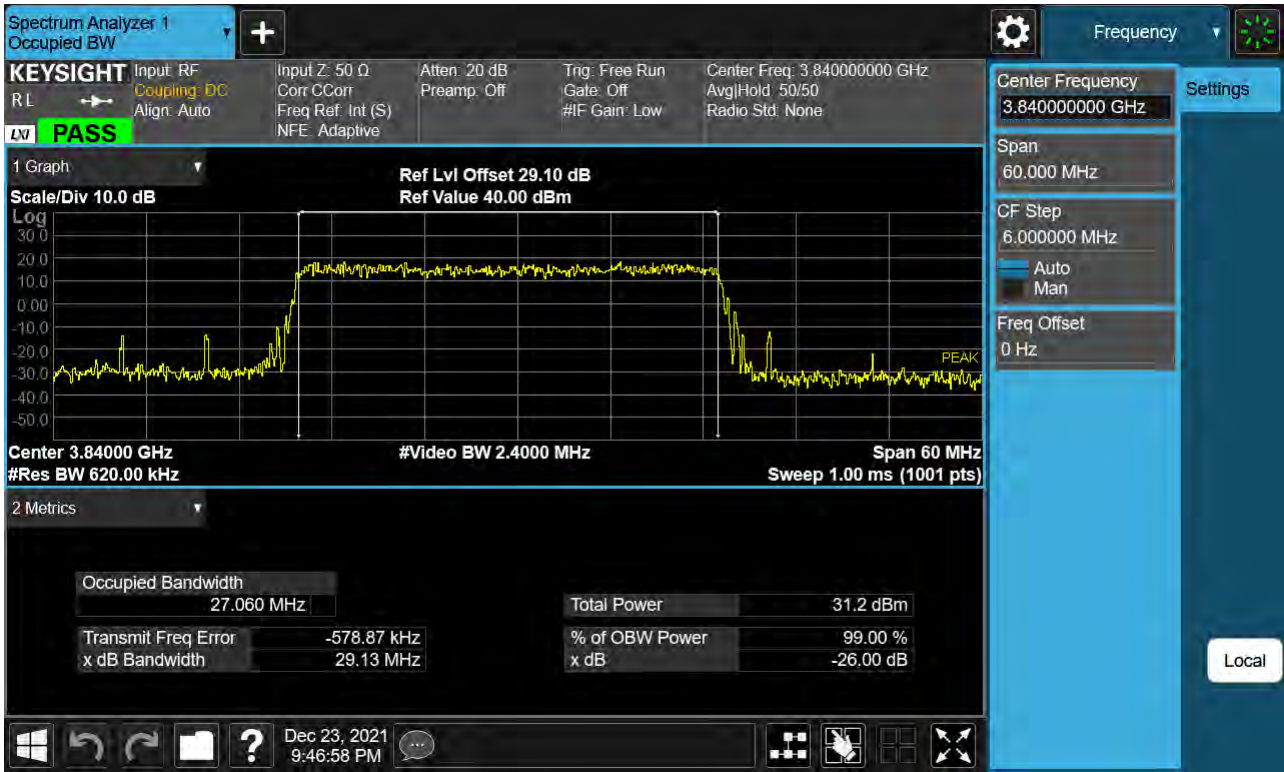 Spectrum Analyzer 1
Occupied BW
+
Frequency
KEYSIGHT
R L
LXI
PASS
Input: RF
Coupling: DC
Align: Auto
Input Z: 50 Ω
Corr CCorr
Freq Ref: Int (S)
NFE: Adaptive
Atten: 20 dB
Preamp: Off
Trig: Free Run
Gate: Off
#IF Gain: Low
Center Freq: 3.840000000 GHz
Avg|Hold: 50/50
Radio Std: None
Center Frequency
3.840000000 GHz
Settings
Span
60.000 MHz
CF Step
6.000000 MHz
Auto
Man
Freq Offset
0 Hz
1 Graph
Scale/Div 10.0 dB
Ref Lvl Offset 29.10 dB
Ref Value 40.00 dBm
Log
30.0
20.0
10.0
0.00
-10.0
-20.0
-30.0
-40.0
-50.0
PEAK
Center 3.84000 GHz
#Video BW 2.4000 MHz
Span 60 MHz
#Res BW 620.00 kHz
Sweep 1.00 ms (1001 pts)
2 Metrics
Occupied Bandwidth
27.060 MHz
Total Power 31.2 dBm
Transmit Freq Error -578.87 kHz
% of OBW Power 99.00 %
x dB Bandwidth 29.13 MHz
x dB -26.00 dB
Local
?
Dec 23, 2021
9:46:58 PM